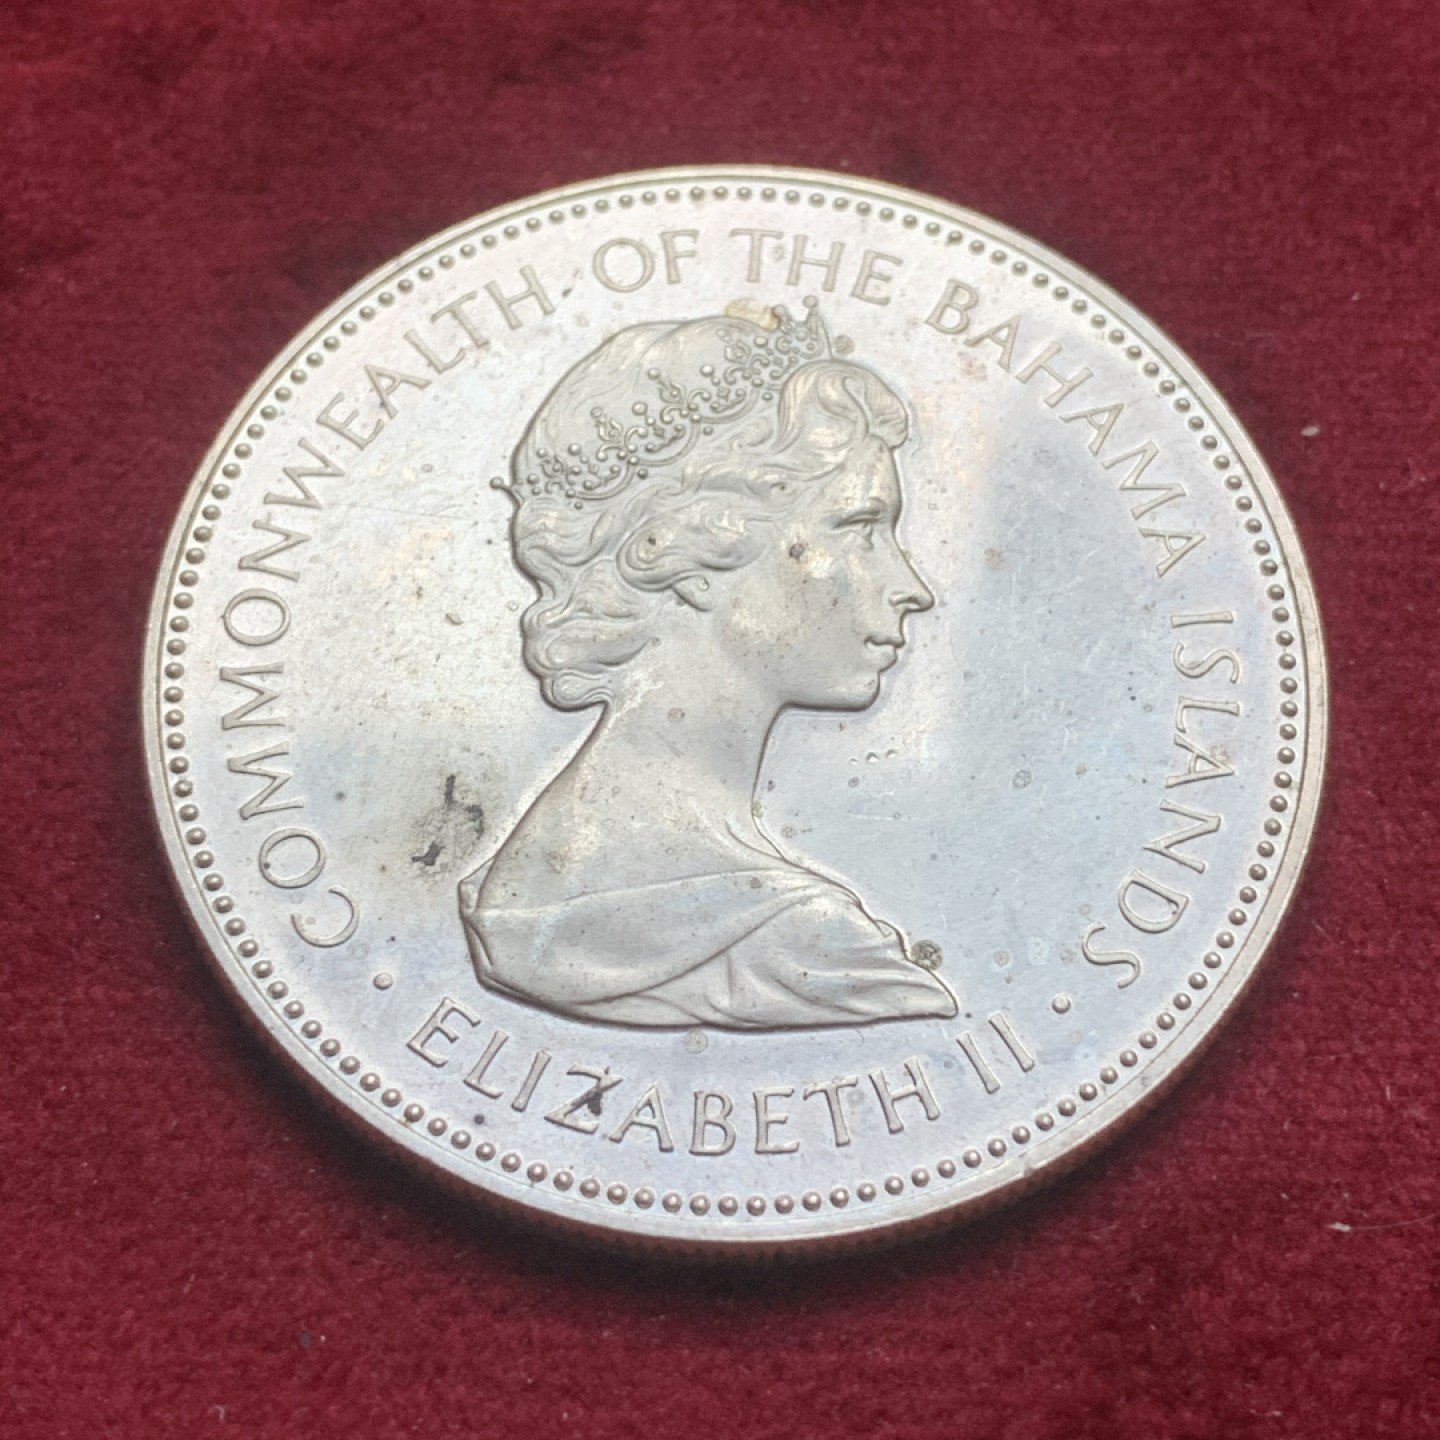 COMMONWEALTH OF THE BAHAMA ISLANDS
· ELIZABETH II ·